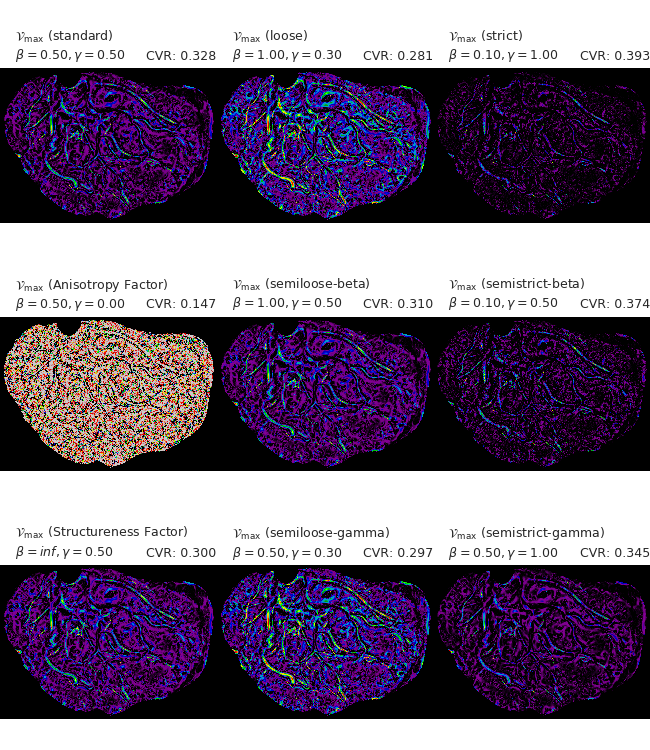 𝒱max (standard)
β = 0.50, γ = 0.50 CVR: 0.328
𝒱max (loose)
β = 1.00, γ = 0.30 CVR: 0.281
𝒱max (strict)
β = 0.10, γ = 1.00 CVR: 0.393
𝒱max (Anisotropy Factor)
β = 0.50, γ = 0.00 CVR: 0.147
𝒱max (semiloose-beta)
β = 1.00, γ = 0.50 CVR: 0.310
𝒱max (semistrict-beta)
β = 0.10, γ = 0.50 CVR: 0.374
𝒱max (Structureness Factor)
β = inf, γ = 0.50 CVR: 0.300
𝒱max (semiloose-gamma)
β = 0.50, γ = 0.30 CVR: 0.297
𝒱max (semistrict-gamma)
β = 0.50, γ = 1.00 CVR: 0.345